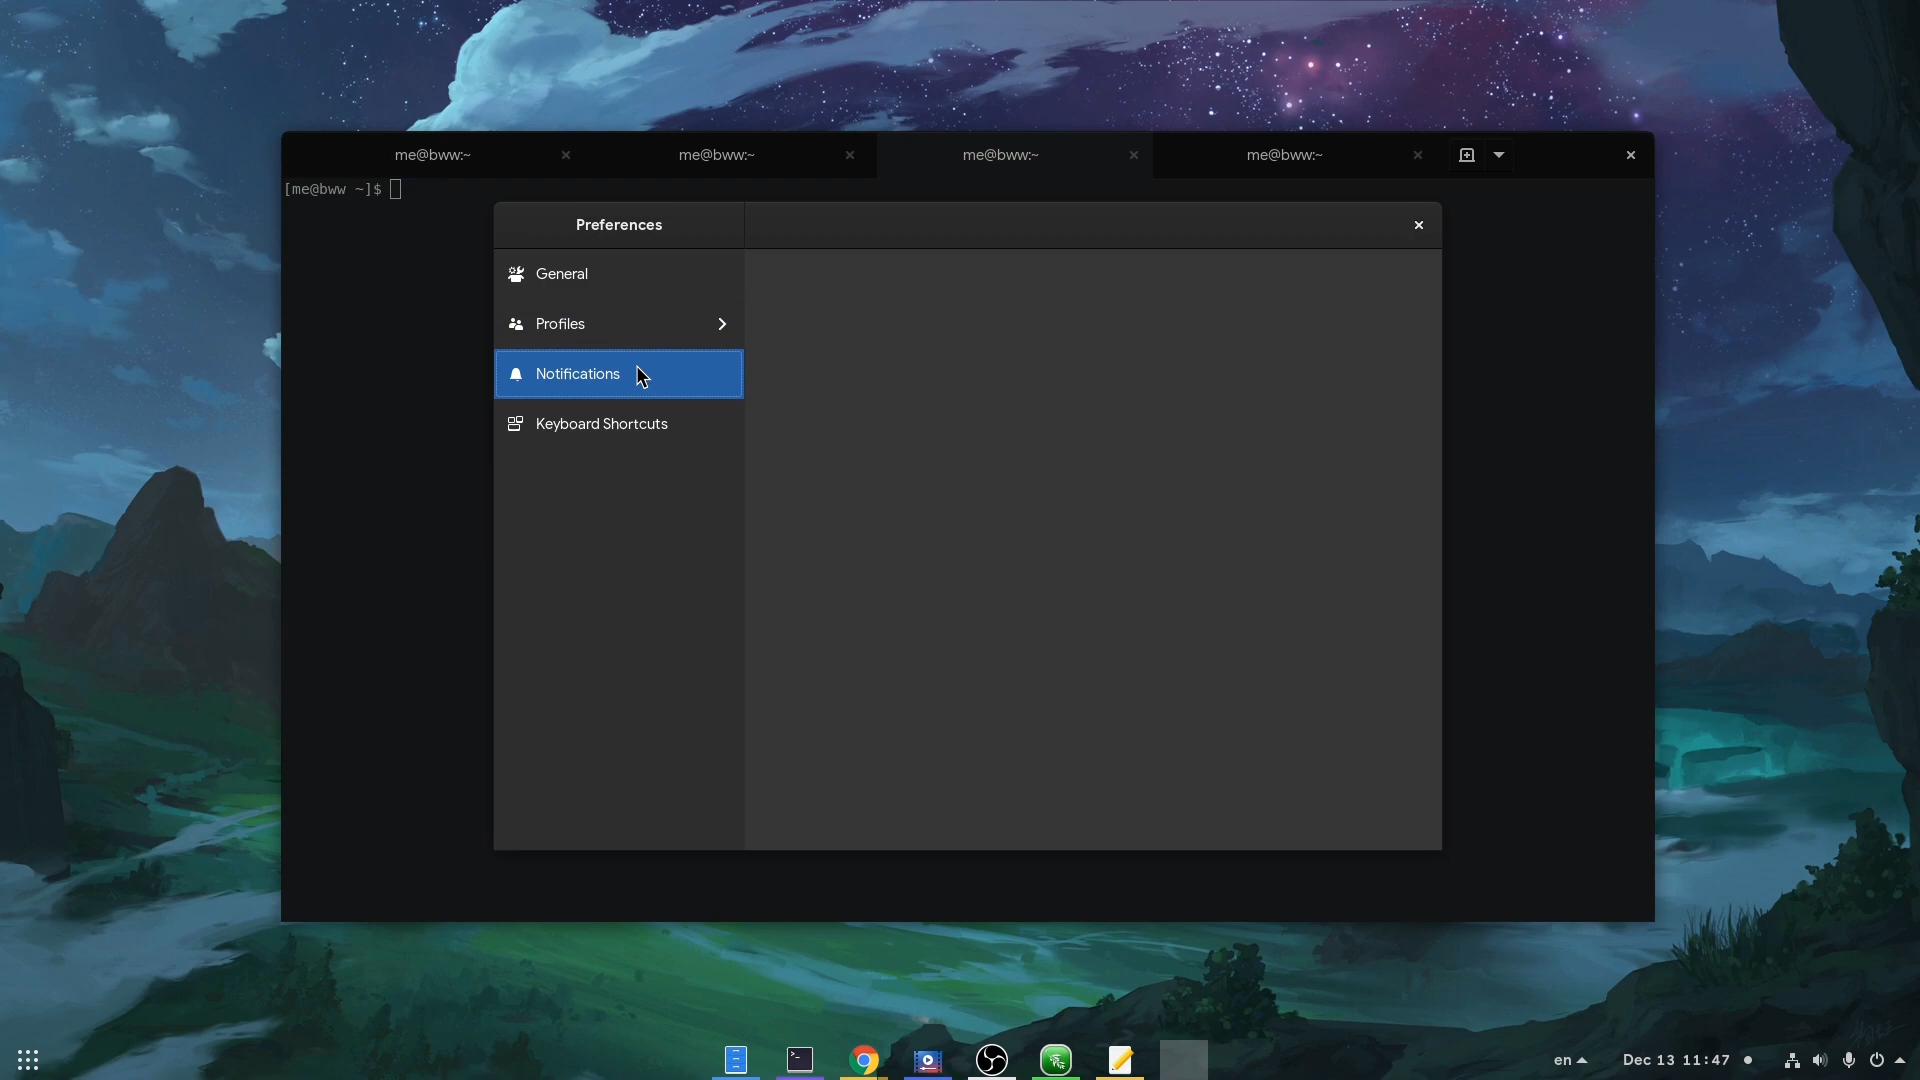 me@bww:~ me@bww:~ me@bww:~ me@bww:~
[me@bww ~]$
Preferences
General
Profiles
Notifications
Keyboard Shortcuts
en Dec 13 11:47